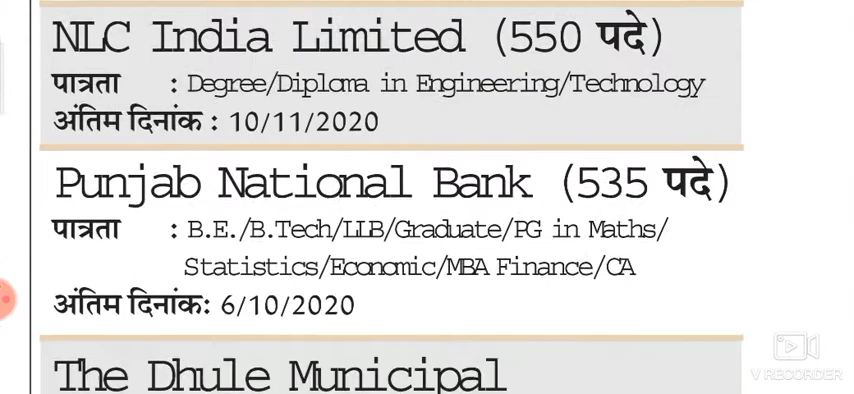 NLC India Limited (550 पदे)
पात्रता : Degree/Diploma in Engineering/Technology
अंतिम दिनांक : 10/11/2020
Punjab National Bank (535 पदे)
पात्रता : B.E./B.Tech/LLB/Graduate/PG in Maths/
Statistics/Economic/MBA Finance/CA
अंतिम दिनांक: 6/10/2020
The Dhule Municipal
V RECORDER